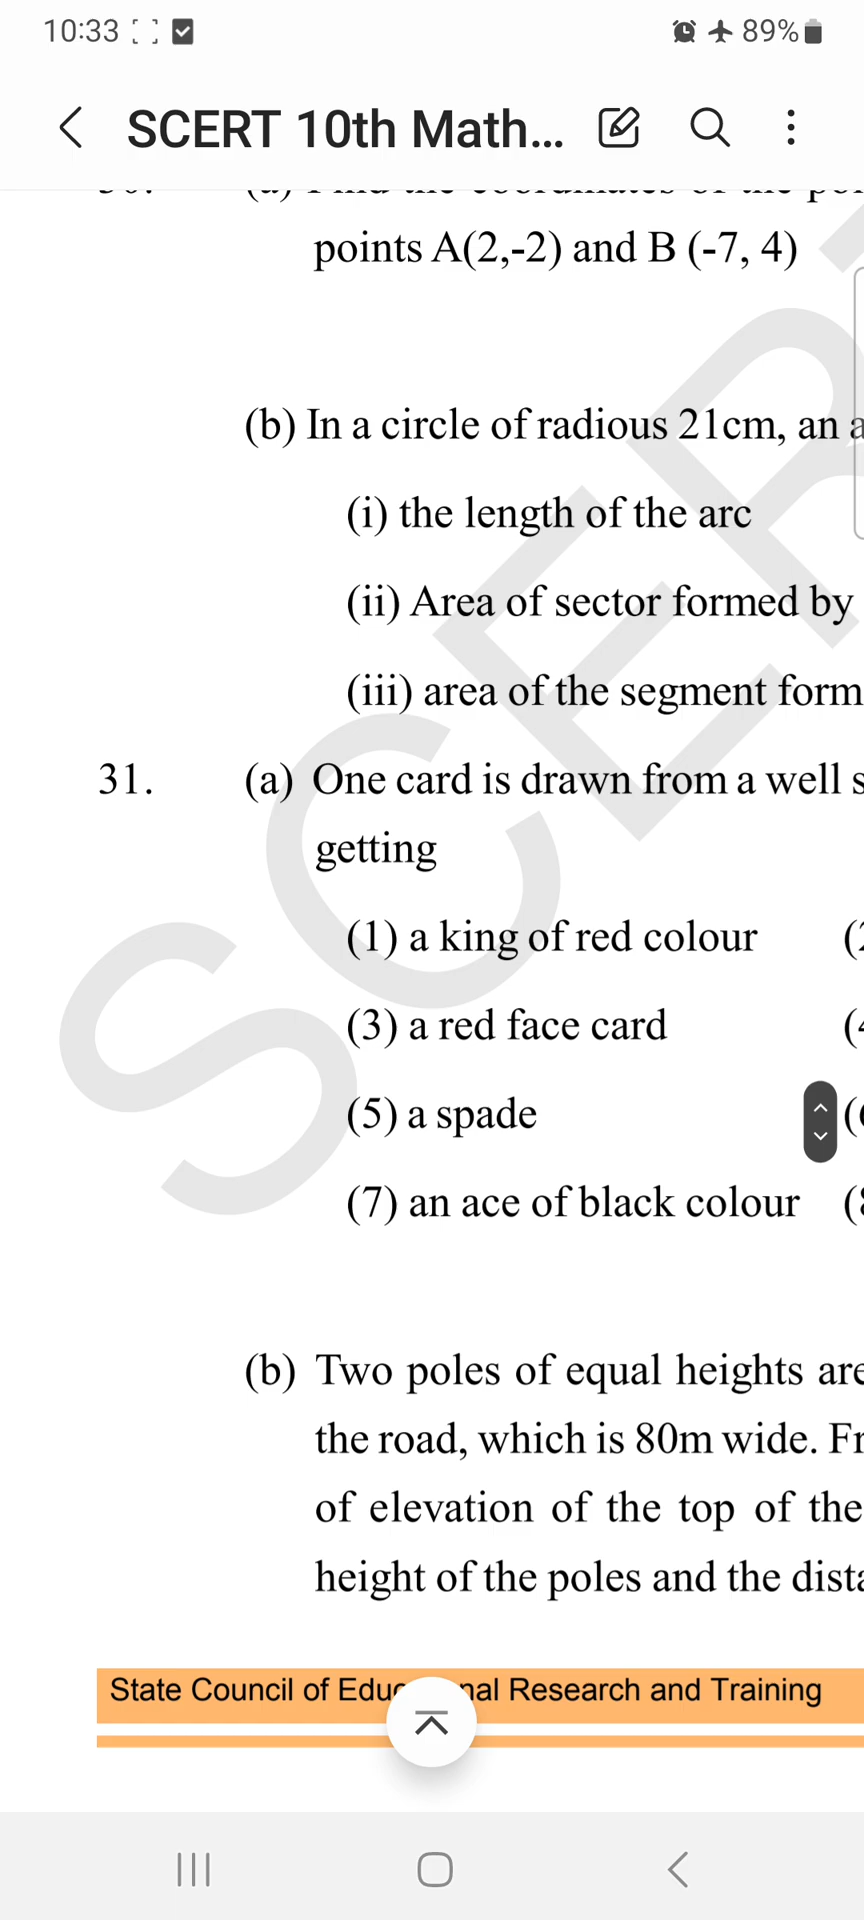 10:33 89%
SCERT 10th Math...
points A(2,-2) and B (-7, 4)
(b) In a circle of radious 21cm, an
(i) the length of the arc
(ii) Area of sector formed by
(iii) area of the segment form
31. (a) One card is drawn from a well
getting
(1) a king of red colour
(3) a red face card
(5) a spade
(7) an ace of black colour
(b) Two poles of equal heights are
the road, which is 80m wide. Fr
of elevation of the top of the
height of the poles and the dista
State Council of Research and Training
SCER